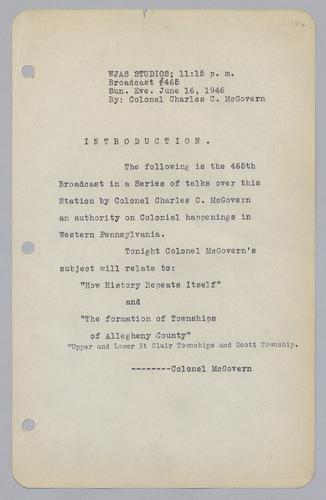 WJAS STUDIOS; 11:15 p. m.
Broadcast #465
Sun. Eve. June 16, 1946
By: Colonel Charles C. McGovern
I N T R O D U C T I O N .
The following is the 465th
Broadcast in a Series of talks over this
Station by Colonel Charles C. McGovern
an authority on Colonial happenings in
Western Pennsylvania.
Tonight Colonel McGovern's
subject will relate to:
"How History Repeats Itself"
and
"The formation of Townships
of Allegheny County"
"Upper and Lower St Clair Townships and Scott Township.
--------Colonel McGovern